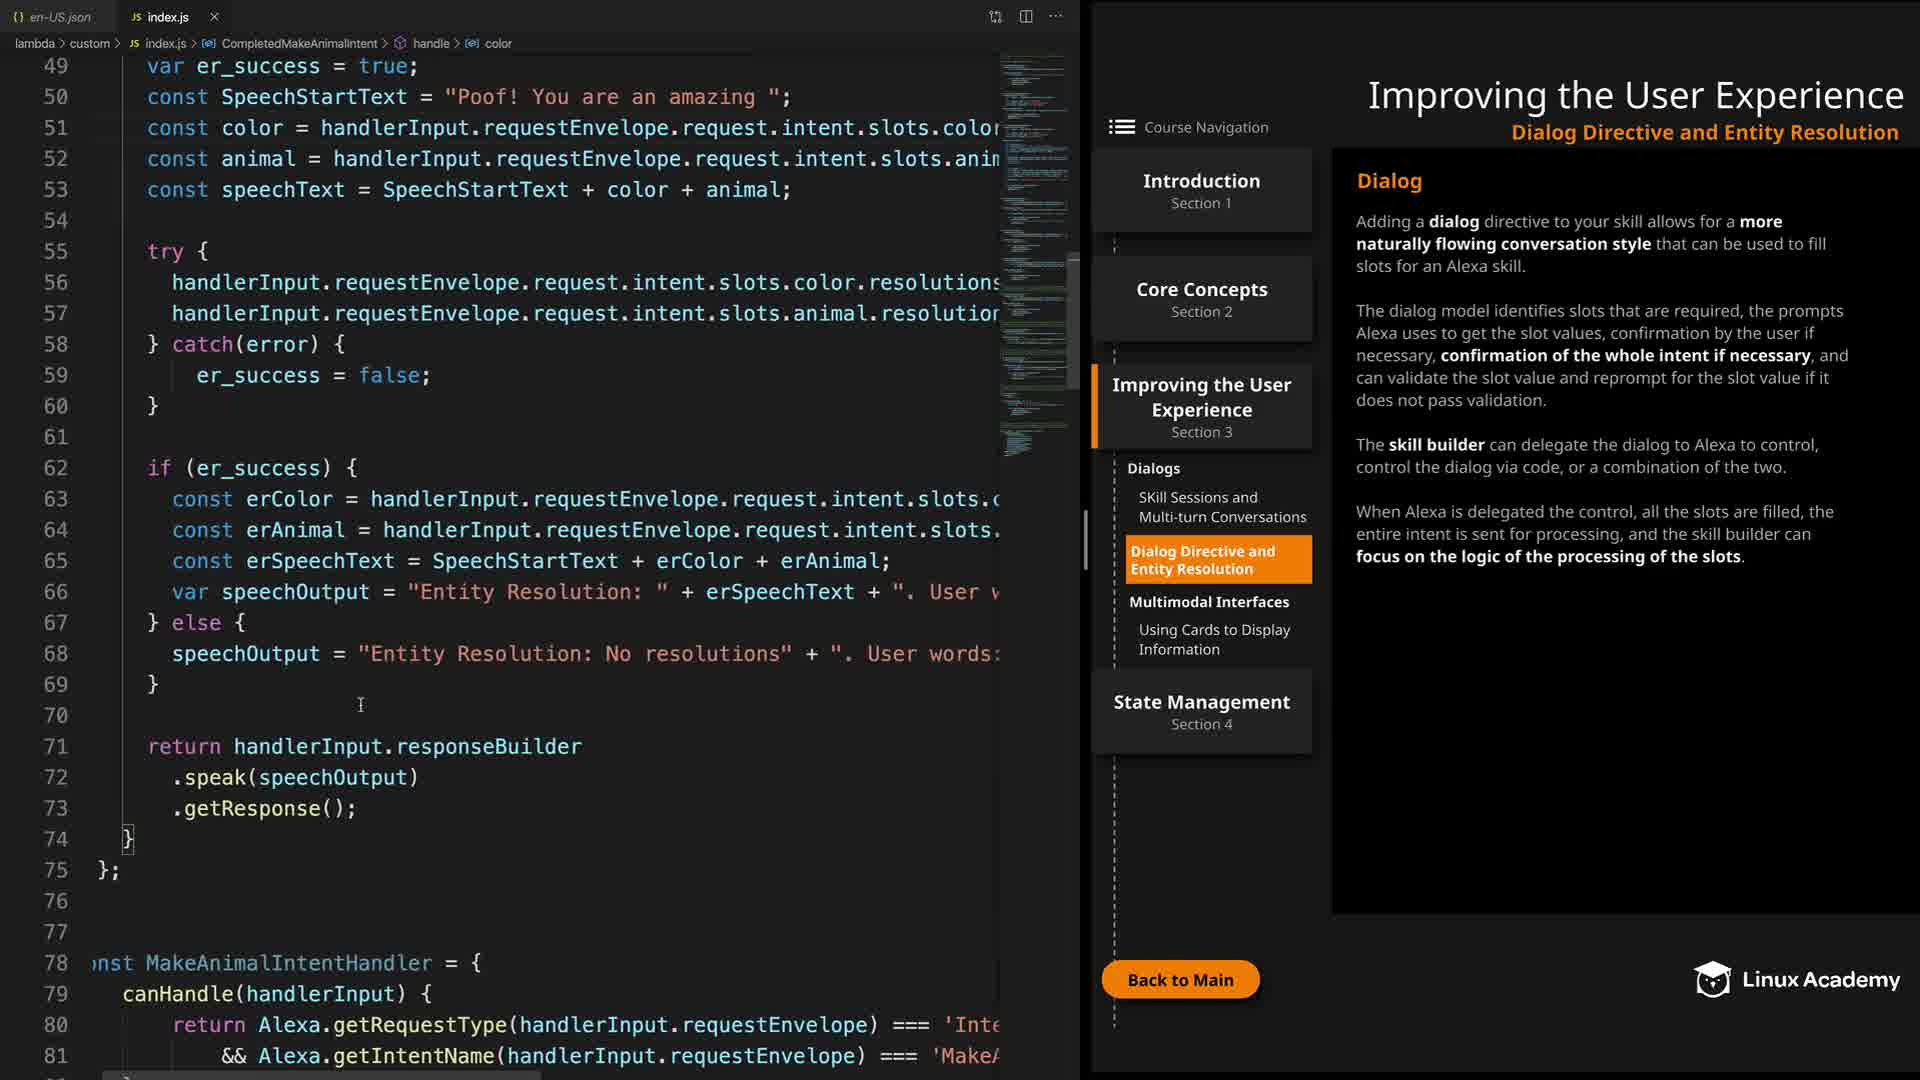 { } en-US.json
JS index.js
lambda > custom > JS index.js > CompletedMakeAnimalIntent > handle > color
49 var er_success = true;
50 const SpeechStartText = "Poof! You are an amazing ";
51 const color = handlerInput.requestEnvelope.request.intent.slots.color
52 const animal = handlerInput.requestEnvelope.request.intent.slots.anim
53 const speechText = SpeechStartText + color + animal;
54
55 try {
56 handlerInput.requestEnvelope.request.intent.slots.color.resolutions
57 handlerInput.requestEnvelope.request.intent.slots.animal.resolution
58 } catch(error) {
59 er_success = false;
60 }
61
62 if (er_success) {
63 const erColor = handlerInput.requestEnvelope.request.intent.slots.c
64 const erAnimal = handlerInput.requestEnvelope.request.intent.slots.
65 const erSpeechText = SpeechStartText + erColor + erAnimal;
66 var speechOutput = "Entity Resolution: " + erSpeechText + ". User w
67 } else {
68 speechOutput = "Entity Resolution: No resolutions" + ". User words:
69 }
70
71 return handlerInput.responseBuilder
72 .speak(speechOutput)
73 .getResponse();
74 }
75 };
76
77
78 onst MakeAnimalIntentHandler = {
79 canHandle(handlerInput) {
80 return Alexa.getRequestType(handlerInput.requestEnvelope) === 'Inte
81 && Alexa.getIntentName(handlerInput.requestEnvelope) === 'MakeA
Improving the User Experience
Dialog Directive and Entity Resolution
Course Navigation
Introduction
Section 1
Core Concepts
Section 2
Improving the User
Experience
Section 3
Dialogs
SKill Sessions and
Multi-turn Conversations
Dialog Directive and
Entity Resolution
Multimodal Interfaces
Using Cards to Display
Information
State Management
Section 4
Back to Main
Dialog
Adding a dialog directive to your skill allows for a more
naturally flowing conversation style that can be used to fill
slots for an Alexa skill.
The dialog model identifies slots that are required, the prompts
Alexa uses to get the slot values, confirmation by the user if
necessary, confirmation of the whole intent if necessary, and
can validate the slot value and reprompt for the slot value if it
does not pass validation.
The skill builder can delegate the dialog to Alexa to control,
control the dialog via code, or a combination of the two.
When Alexa is delegated the control, all the slots are filled, the
entire intent is sent for processing, and the skill builder can
focus on the logic of the processing of the slots.
Linux Academy